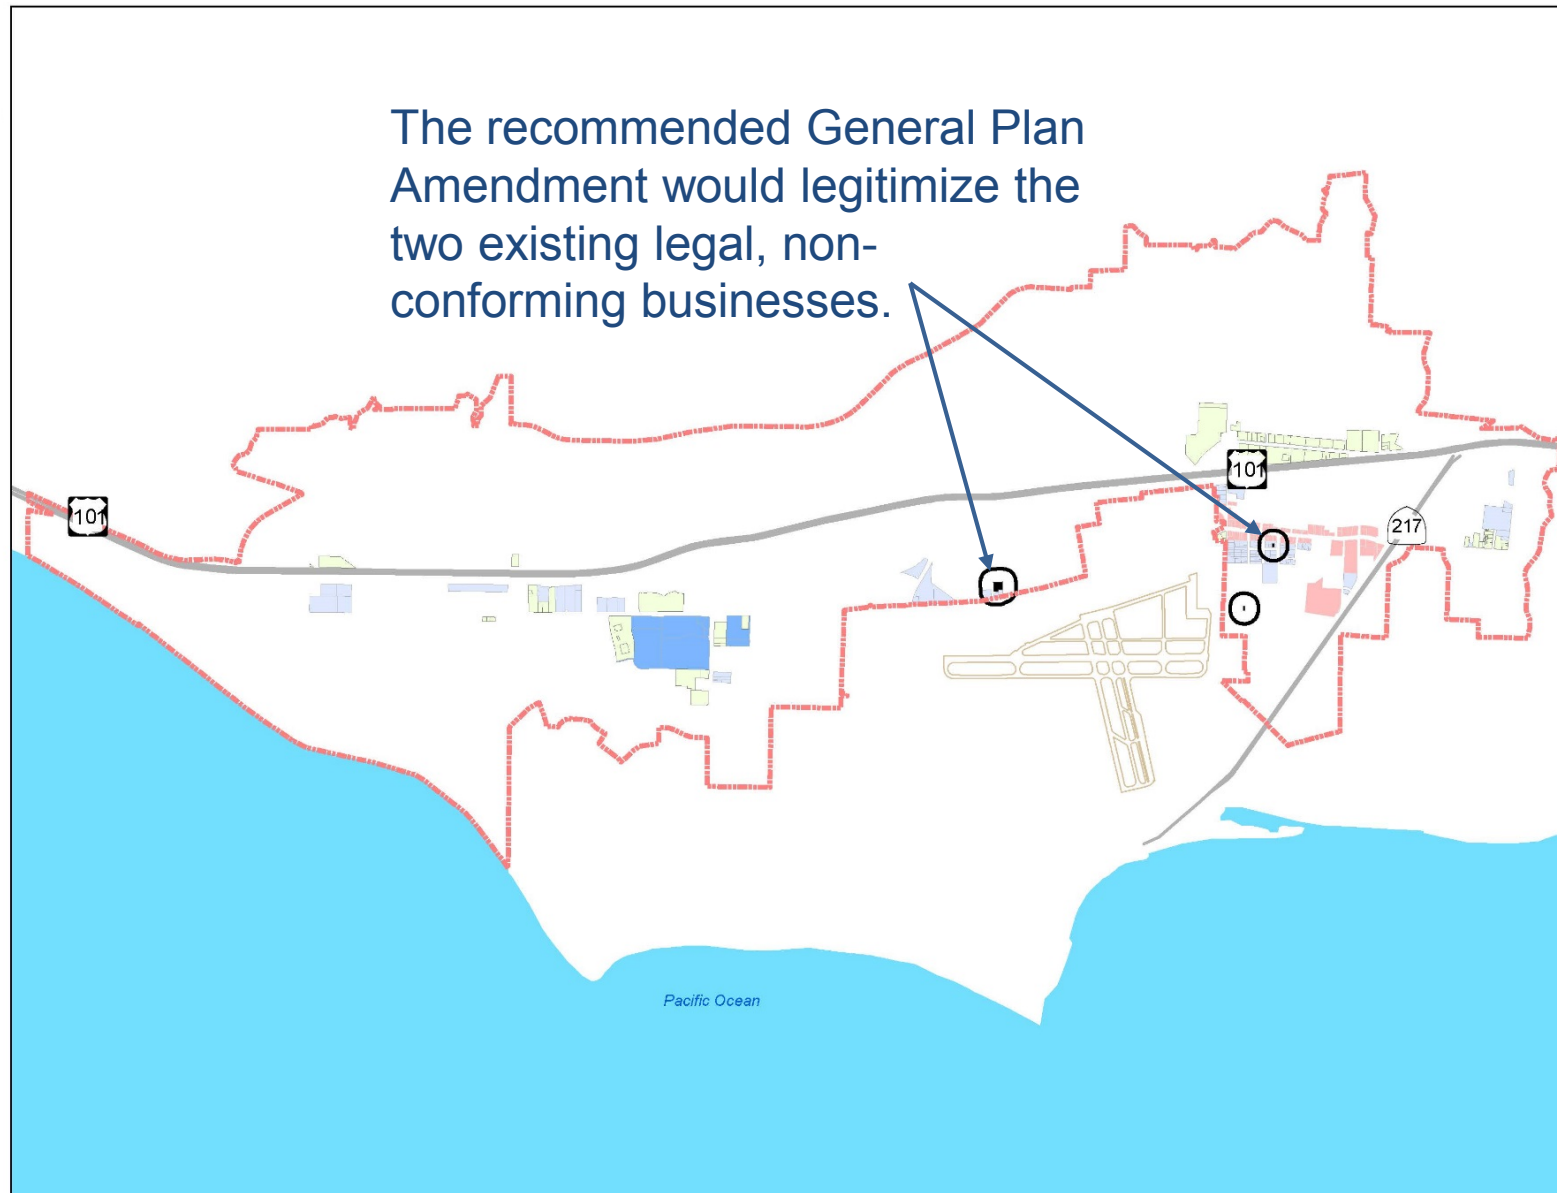 The recommended General Plan
Amendment would legitimize the
two existing legal, non-
conforming businesses.
101
101
217
Pacific Ocean